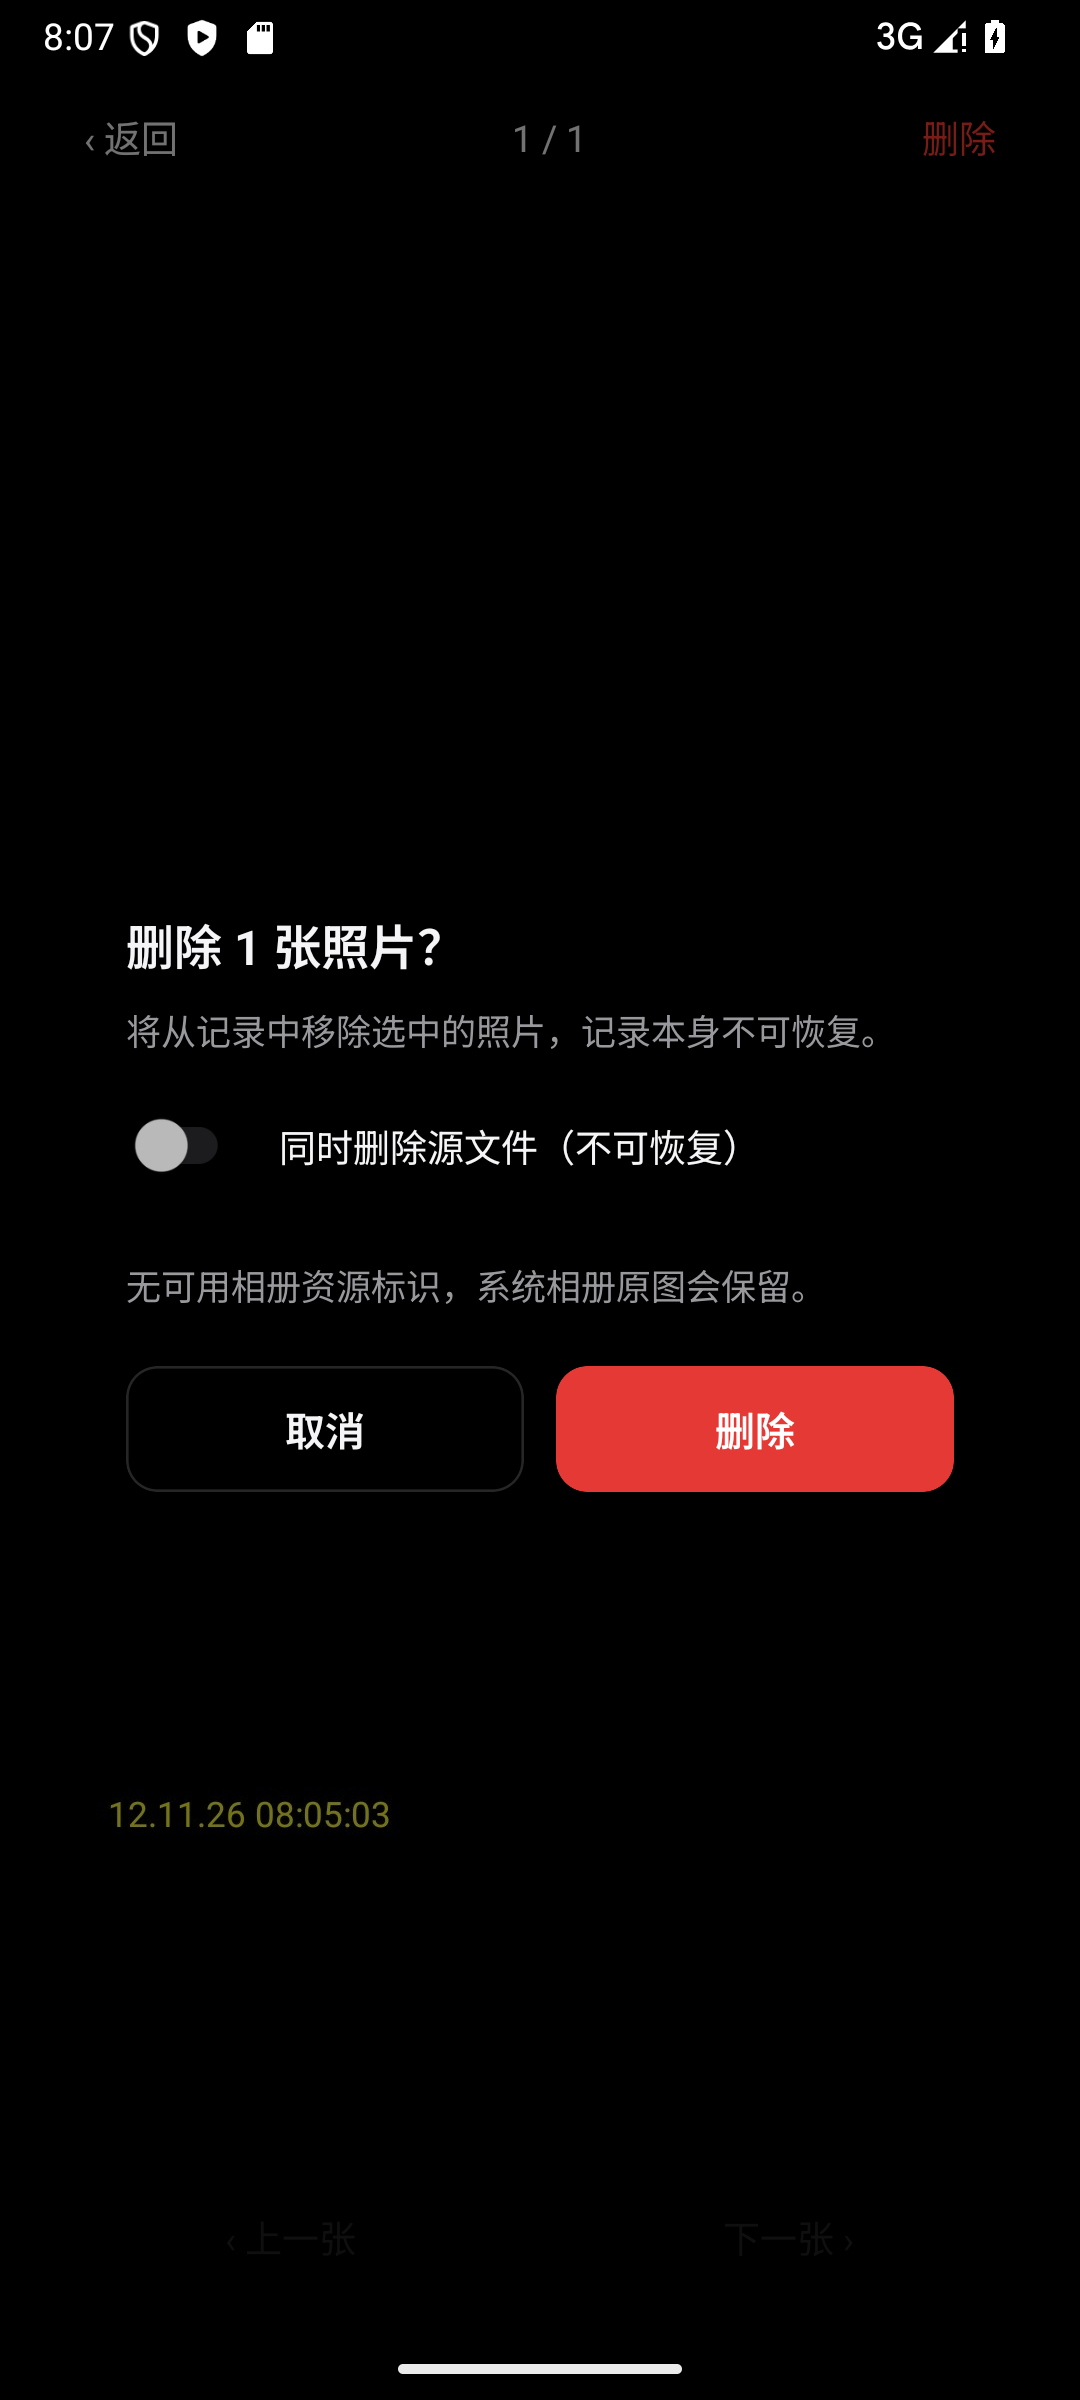 8:07
3G
‹ 返回
1 / 1
删除
删除 1 张照片？
将从记录中移除选中的照片，记录本身不可恢复。
同时删除源文件（不可恢复）
无可用相册资源标识，系统相册原图会保留。
取消
删除
12.11.26 08:05:03
‹ 上一张
下一张 ›